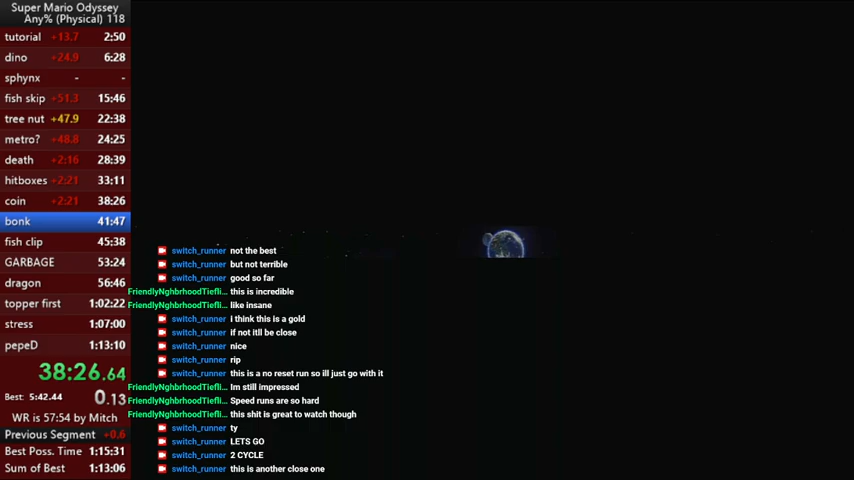 Super Mario Odyssey
Any% (Physical) 118
tutorial +13.7 2:50
dino +24.9 6:28
sphynx - -
fish skip +51.3 15:46
tree nut +47.9 22:38
metro? +48.8 24:25
death +2:16 28:39
hitboxes +2:21 33:11
coin +2:21 38:26
bonk 41:47
fish clip 45:38
GARBAGE 53:24
dragon 56:46
topper first 1:02:22
stress 1:07:00
pepeD 1:13:10
38:26.64
Best: 5:42.44 0.13
WR is 57:54 by Mitch
Previous Segment +0.6
Best Poss. Time 1:15:31
Sum of Best 1:13:06
switch_runner not the best
switch_runner but not terrible
switch_runner good so far
FriendlyNghbrhoodTiefli... this is incredible
FriendlyNghbrhoodTiefli... like insane
switch_runner I think this is a gold
switch_runner if not itll be close
switch_runner nice
switch_runner rip
switch_runner this is a no reset run so ill just go with it
FriendlyNghbrhoodTiefli... Im still impressed
FriendlyNghbrhoodTiefli... Speed runs are so hard
FriendlyNghbrhoodTiefli... this shit is great to watch though
switch_runner ty
switch_runner LETS GO
switch_runner 2 CYCLE
switch_runner this is another close one